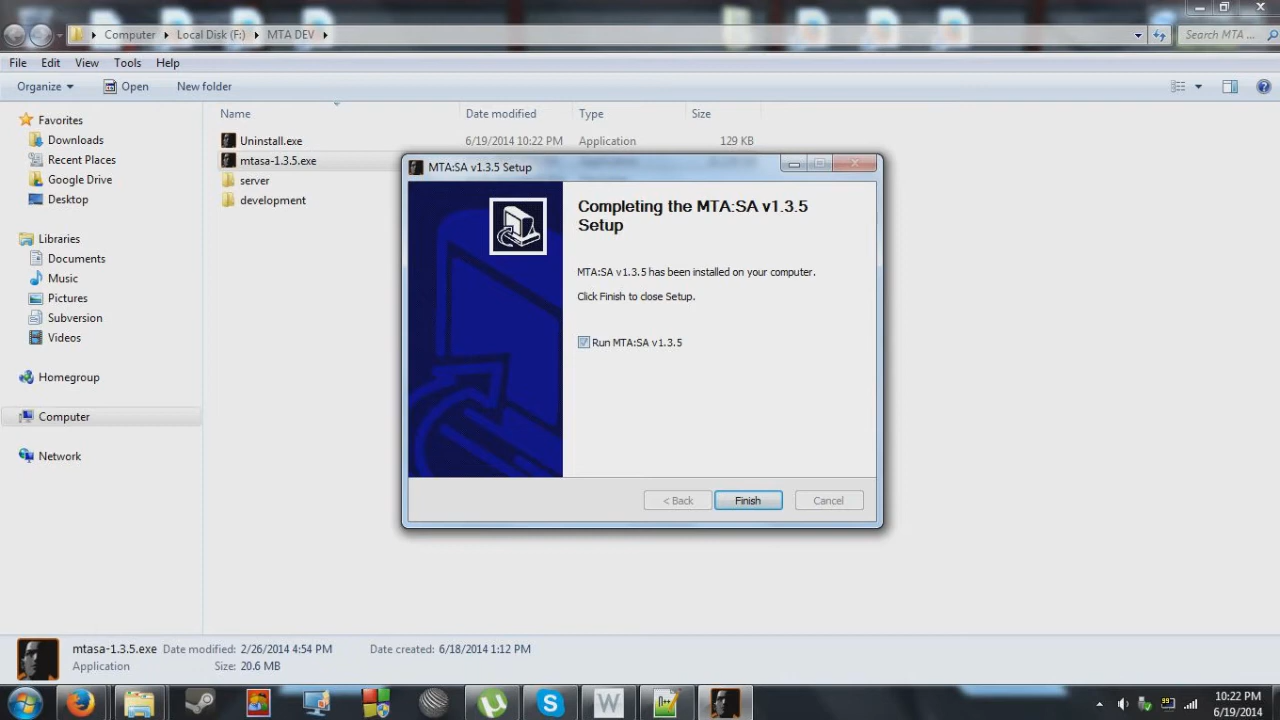 Computer Local Disk (F:) MTA DEV
Search MTA ...
File Edit View Tools Help
Organize Open New folder
Name Date modified Type Size
Favorites
Downloads
Recent Places
Google Drive
Desktop
Libraries
Documents
Music
Pictures
Subversion
Videos
Homegroup
Computer
Network
Uninstall.exe 6/19/2014 10:22 PM Application 129 KB
mtasa-1.3.5.exe
server
development
MTA:SA v1.3.5 Setup
Completing the MTA:SA v1.3.5
Setup
MTA:SA v1.3.5 has been installed on your computer.
Click Finish to close Setup.
Run MTA:SA v1.3.5
< Back Finish Cancel
mtasa-1.3.5.exe Date modified: 2/26/2014 4:54 PM Date created: 6/18/2014 1:12 PM
Application Size: 20.6 MB
10:22 PM
6/19/2014